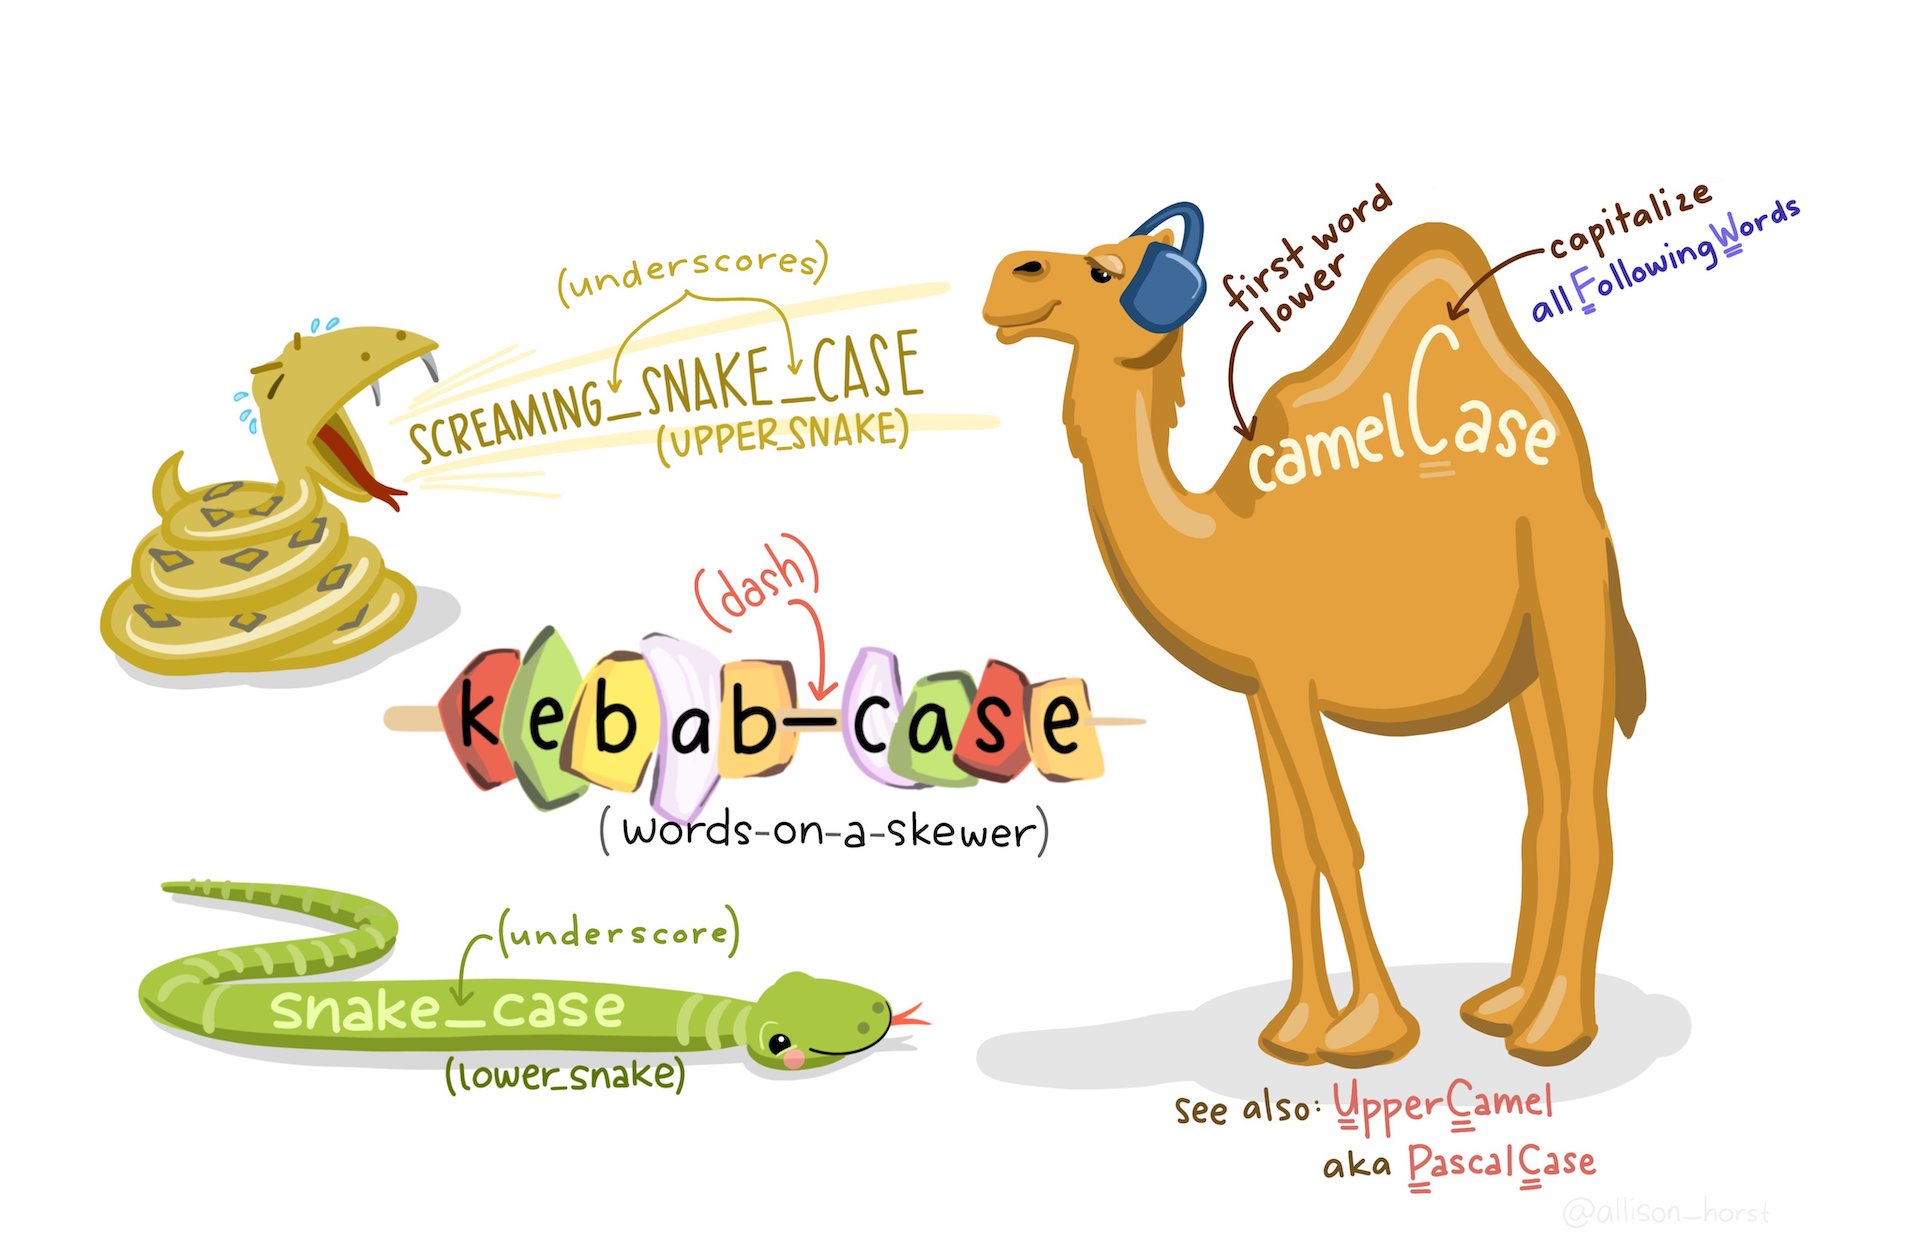 (underscores)
SCREAMING_SNAKE_CASE
(UPPER_SNAKE)
first word
lower
capitalize
allFollowingWords
camelCase
(dash)
kebab-case
(words-on-a-skewer)
(underscore)
snake_case
(lower_snake)
see also: UpperCamel
aka PascalCase
@allison_horst